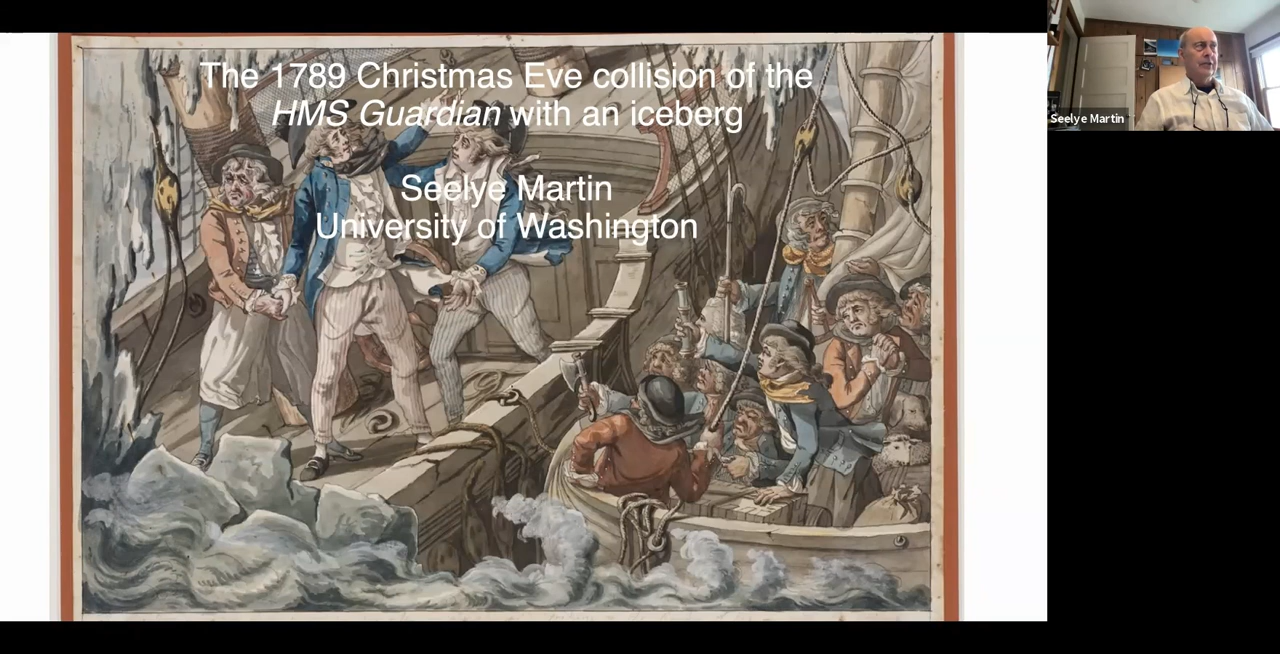 The 1789 Christmas Eve collision of the
HMS Guardian with an iceberg
Seelye Martin
University of Washington
Seelye Martin